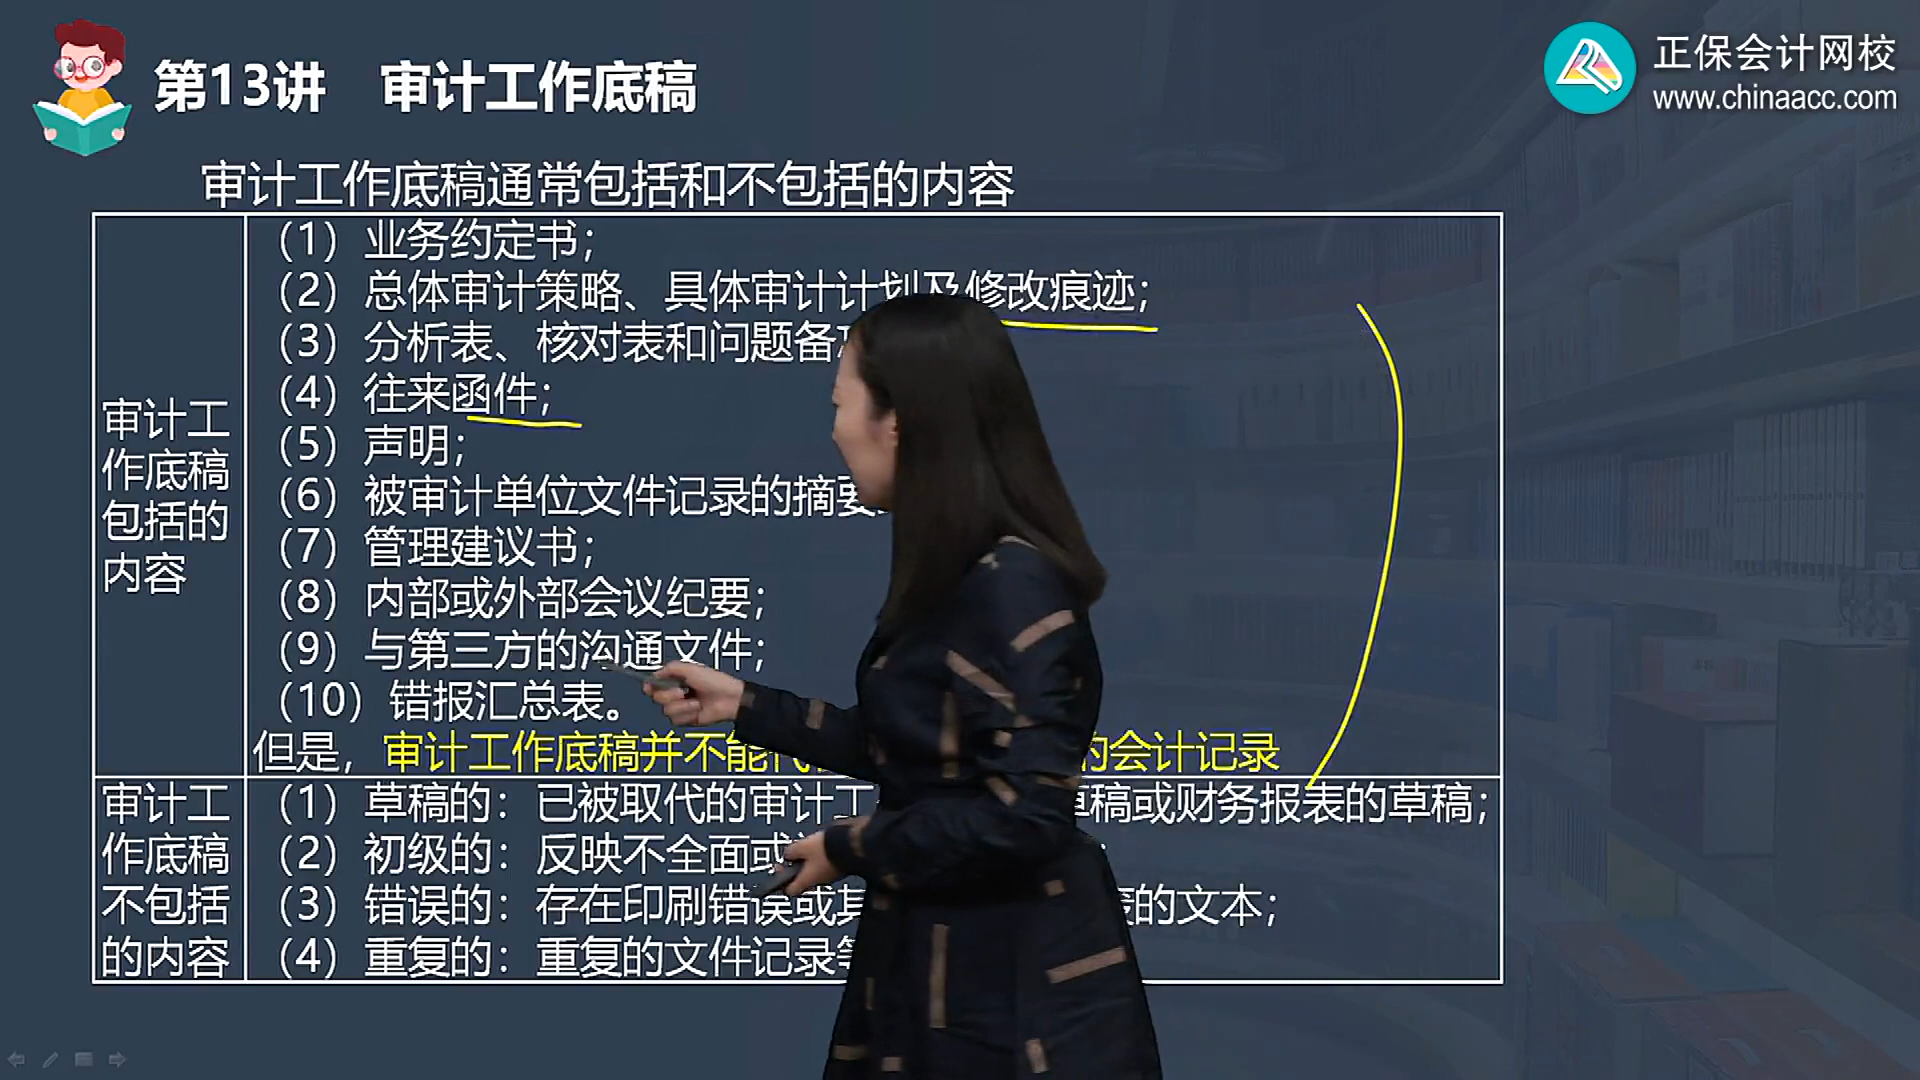 第13讲 审计工作底稿
正保会计网校
www.chinaacc.com
审计工作底稿通常包括和不包括的内容
审计工作底稿包括的内容
（1）业务约定书；
（2）总体审计策略、具体审计计划及修改痕迹；
（3）分析表、核对表和问题备
（4）往来函件；
（5）声明；
（6）被审计单位文件记录的摘要
（7）管理建议书；
（8）内部或外部会议纪要；
（9）与第三方的沟通文件；
（10）错报汇总表。
但是，审计工作底稿并不能代 的会计记录
审计工作底稿不包括的内容
（1）草稿的：已被取代的审计工 草稿或财务报表的草稿；
（2）初级的：反映不全面或
（3）错误的：存在印刷错误或其 的文本；
（4）重复的：重复的文件记录等